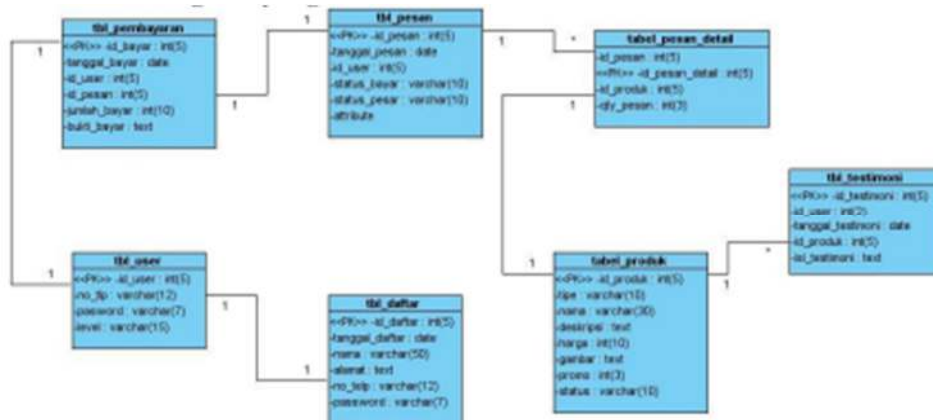 tbl_pembayaran
<<PK>> -id_bayar : int(5)
-tanggal_bayar : date
-id_user : int(5)
-id_pesan : int(5)
-jumlah_bayar : int(10)
-bukti_bayar : text
1
1
1
tbl_pesan
<<PK>> -id_pesan : int(5)
-tanggal_pesan : date
-id_user : int(5)
-status_bayar : varchar(10)
-status_pesan : varchar(10)
-attribute
1
*
tabel_pesan_detail
-id_pesan : int(5)
<<PK>> -id_pesan_detail : int(5)
-id_produk : int(5)
-qty_pesan : int(3)
1
tbl_testimoni
<<PK>> -id_testimoni : int(5)
-id_user : int(2)
-tanggal_testimoni : date
-id_produk : int(5)
-isi_testimoni : text
*
1
tbl_user
<<PK>> -id_user : int(5)
-no_tlp : varchar(12)
-password : varchar(7)
-level : varchar(15)
1
1
tbl_daftar
<<PK>> -id_daftar : int(5)
-tanggal_daftar : date
-nama : varchar(50)
-alamat : text
-no_telp : varchar(12)
-password : varchar(7)
1
tabel_produk
<<PK>> -id_produk : int(5)
-tipe : varchar(10)
-nama : varchar(30)
-deskripsi : text
-harga : int(10)
-gambar : text
-promo : int(3)
-status : varchar(10)
1